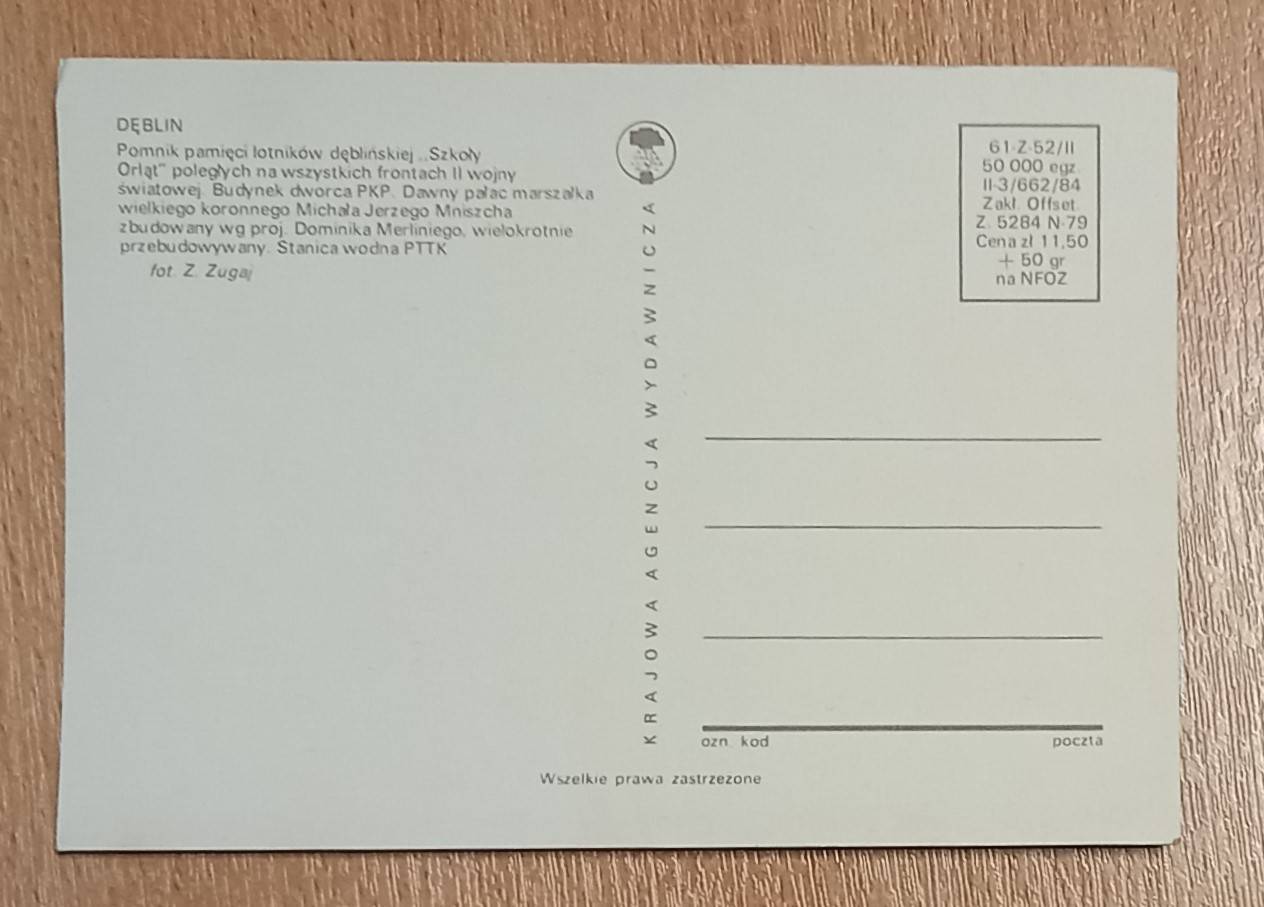 DĘBLIN
Pomnik pamięci lotników dęblińskiej ,,Szkoły
Orląt" poległych na wszystkich frontach II wojny
światowej. Budynek dworca PKP. Dawny pałac marszałka
wielkiego koronnego Michała Jerzego Mniszcha
zbudowany wg proj. Dominika Merliniego, wielokrotnie
przebudowywany. Stanica wodna PTTK
fot. Z. Zugaj
KRAJOWA AGENCJA WYDAWNICZA
61-Z-52/II
50 000 egz.
II-3/662/84
Zakł. Offset.
Z. 5284 N-79
Cena zł 11,50
+ 50 gr
na NFOZ
ozn. kod poczta
Wszelkie prawa zastrzeżone